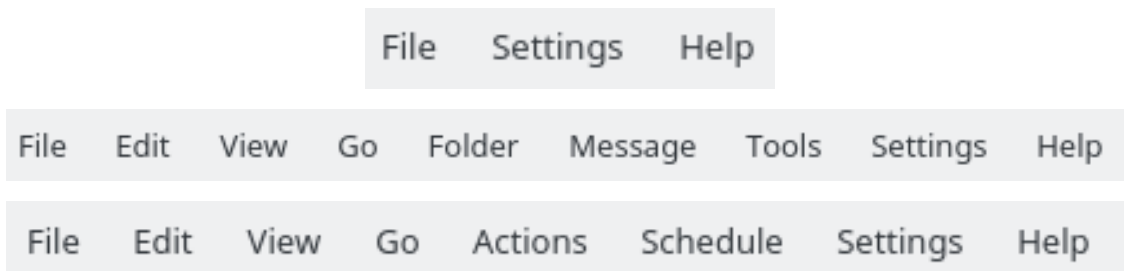 File Settings Help
File Edit View Go Folder Message Tools Settings Help
File Edit View Go Actions Schedule Settings Help